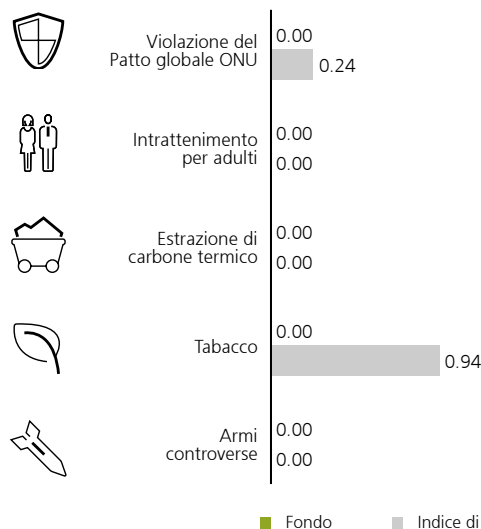 Violazione del
Patto globale ONU
0.00
0.24
Intrattenimento
per adulti
0.00
0.00
Estrazione di
carbone termico
0.00
0.00
Tabacco
0.00
0.94
Armi
controverse
0.00
0.00
Fondo
Indice di